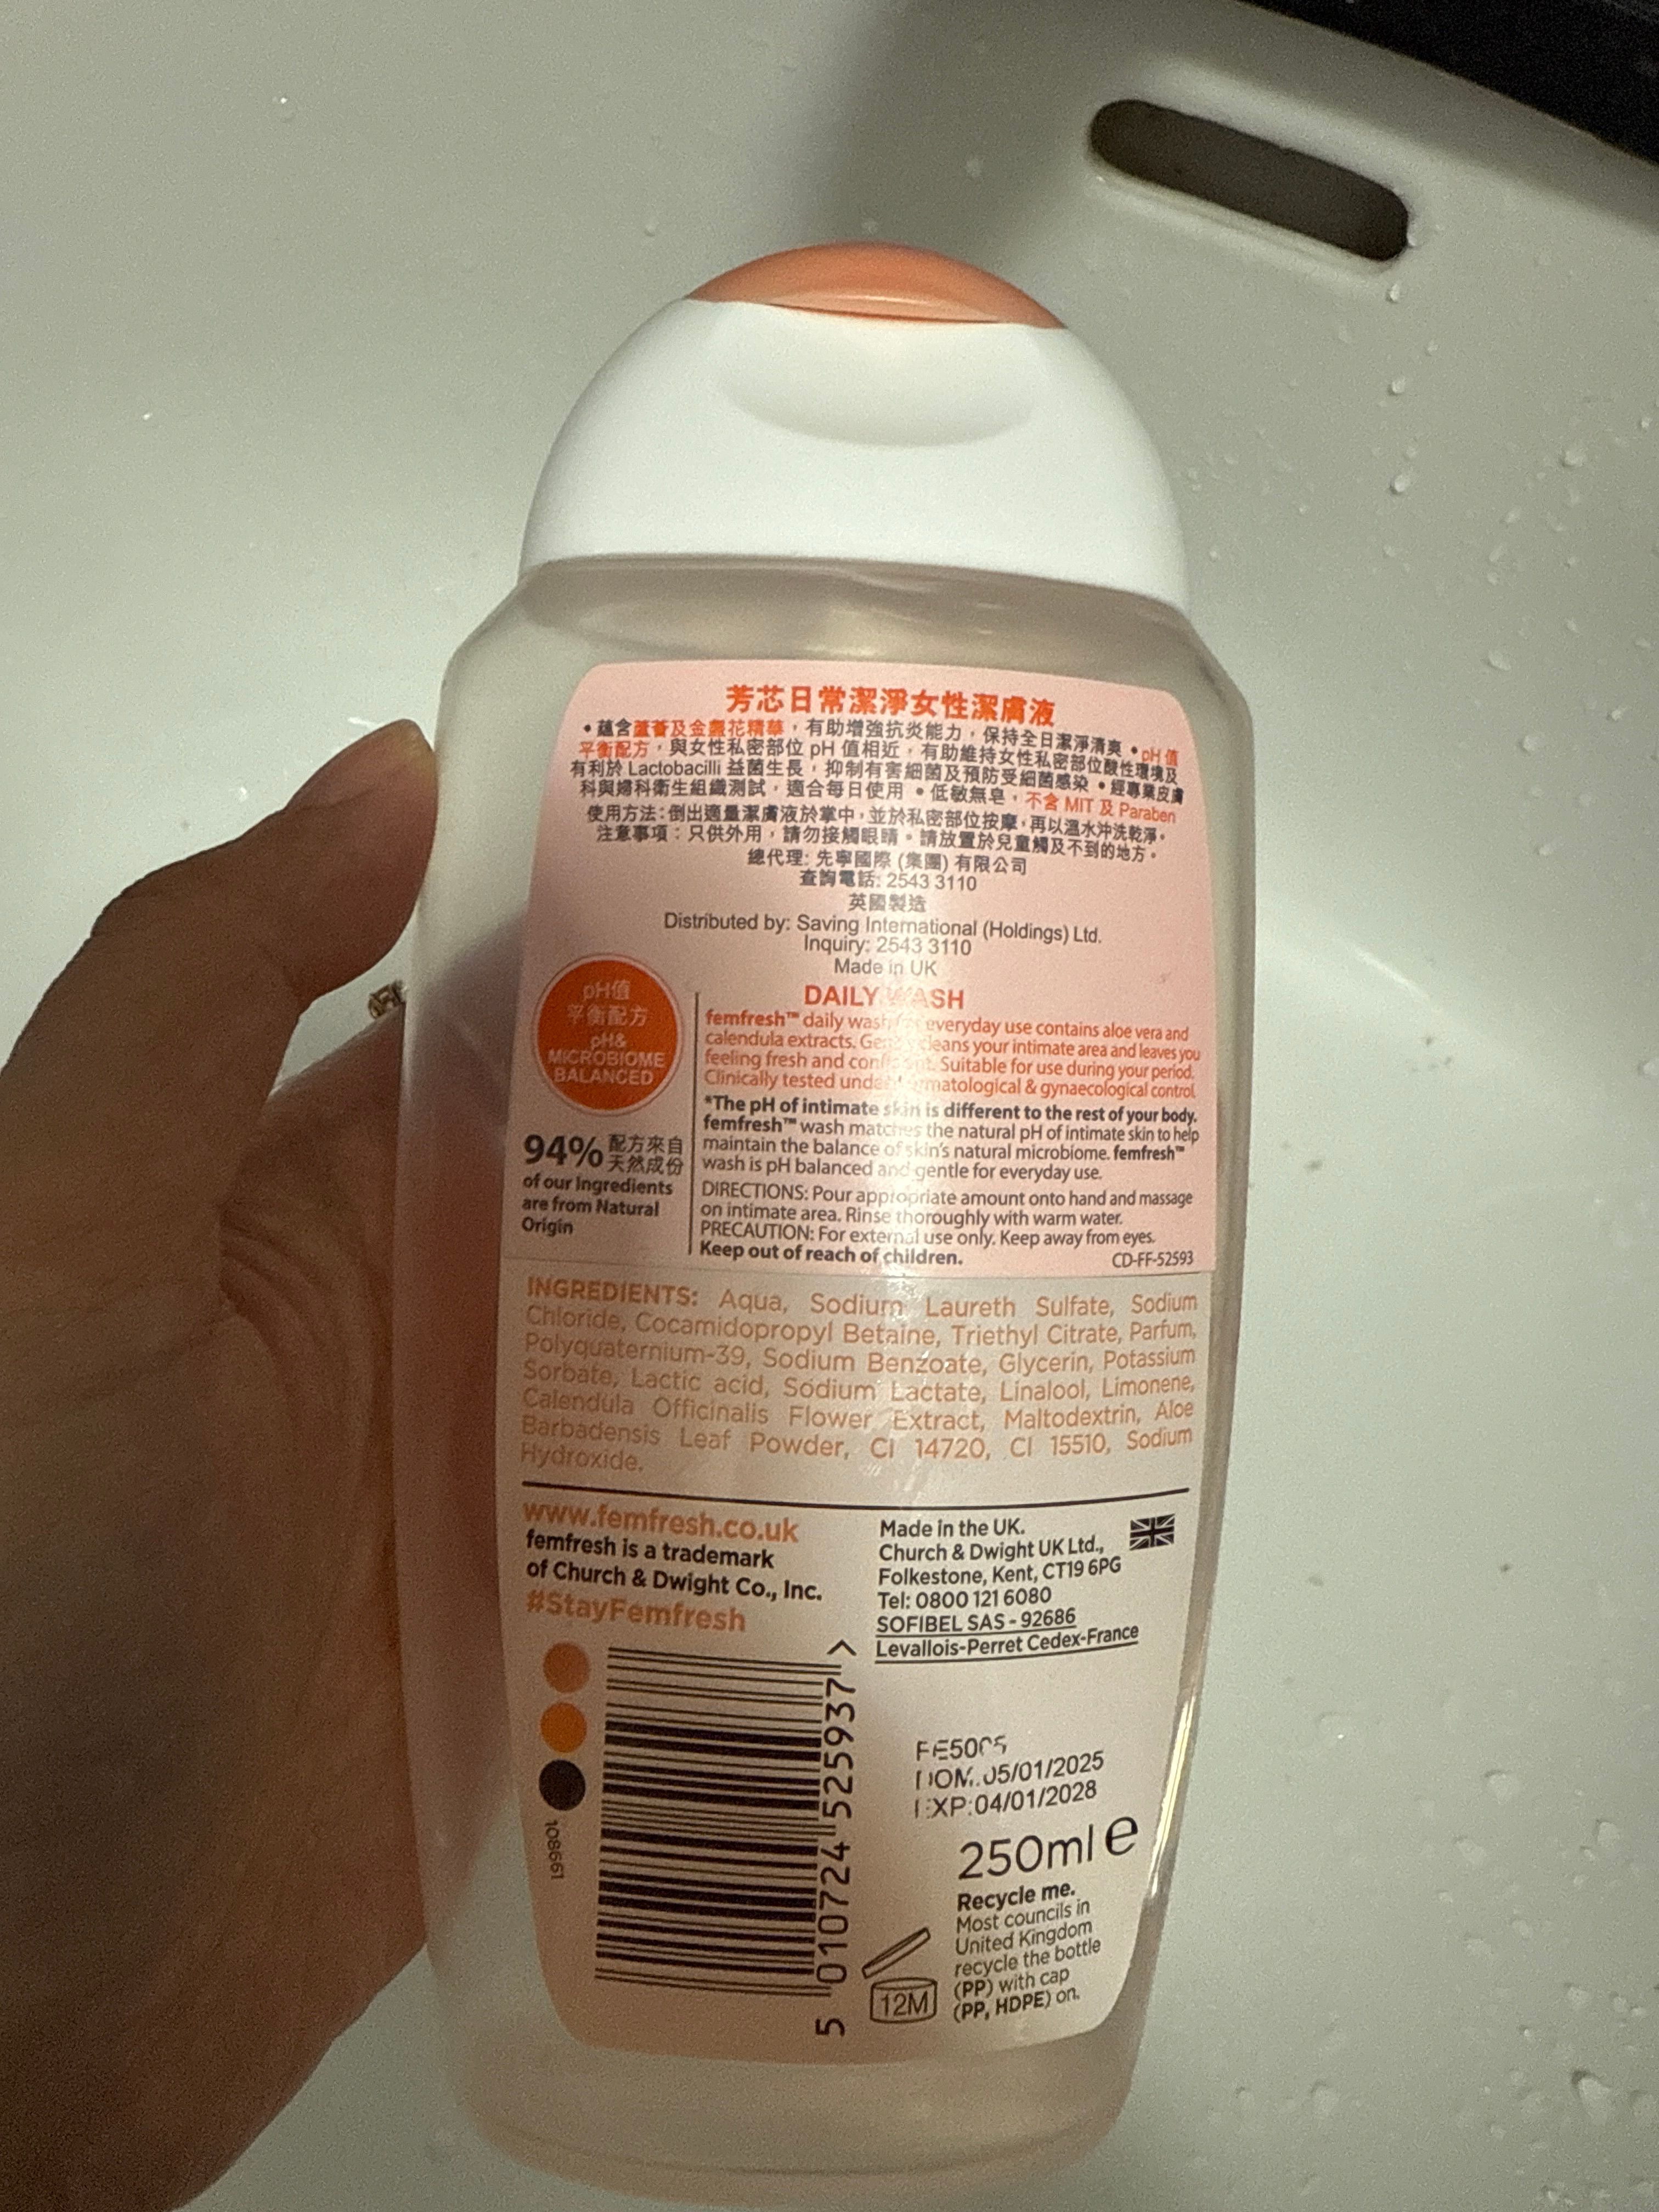 芳芯日常潔淨女性潔膚液
• 蘊含蘆薈及金盞花精華，有助增強抗炎能力，保持全日潔淨清爽 • pH 值
平衡配方，與女性私密部位 pH 值相近，有助維持女性私密部位酸性環境及
有利於 Lactobacilli 益菌生長，抑制有害細菌及預防受細菌感染 • 經專業皮膚
科與婦科衛生組織測試，適合每日使用 • 低敏無皂，不含 MIT 及 Paraben
使用方法：倒出適量潔膚液於掌中，並於私密部位按摩，再以溫水沖洗乾淨。
注意事項：只供外用，請勿接觸眼睛。請放置於兒童觸及不到的地方。
總代理: 先寧國際 (集團) 有限公司
查詢電話: 2543 3110
英國製造
Distributed by: Saving International (Holdings) Ltd.
Inquiry: 2543 3110
Made in UK
pH值
平衡配方
pH&
MICROBIOME
BALANCED
94% 配方來自
天然成份
of our Ingredients
are from Natural
Origin
DAILY WASH
femfresh™ daily wash for everyday use contains aloe vera and
calendula extracts. Gently cleans your intimate area and leaves you
feeling fresh and confident. Suitable for use during your period.
Clinically tested under dermatological & gynaecological control.
*The pH of intimate skin is different to the rest of your body.
femfresh™ wash matches the natural pH of intimate skin to help
maintain the balance of skin's natural microbiome. femfresh™
wash is pH balanced and gentle for everyday use.
DIRECTIONS: Pour appropriate amount onto hand and massage
on intimate area. Rinse thoroughly with warm water.
PRECAUTION: For external use only. Keep away from eyes.
Keep out of reach of children. CD-FF-52593
INGREDIENTS: Aqua, Sodium Laureth Sulfate, Sodium
Chloride, Cocamidopropyl Betaine, Triethyl Citrate, Parfum,
Polyquaternium-39, Sodium Benzoate, Glycerin, Potassium
Sorbate, Lactic acid, Sodium Lactate, Linalool, Limonene,
Calendula Officinalis Flower Extract, Maltodextrin, Aloe
Barbadensis Leaf Powder, CI 14720, CI 15510, Sodium
Hydroxide.
www.femfresh.co.uk
femfresh is a trademark
of Church & Dwight Co., Inc.
#StayFemfresh
Made in the UK.
Church & Dwight UK Ltd.,
Folkestone, Kent, CT19 6PG
Tel: 0800 121 6080
SOFIBEL SAS - 92686
Levallois-Perret Cedex-France
108661
5 010724 525937 >
FE5005
DOM.05/01/2025
EXP:04/01/2028
250ml e
Recycle me.
Most councils in
United Kingdom
recycle the bottle
(PP) with cap
(PP, HDPE) on.
12M